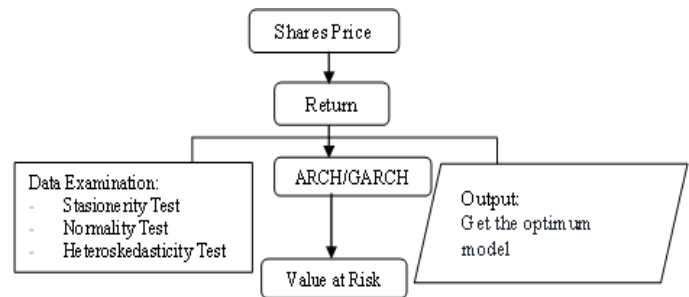 Shares Price
Return
Data Examination:
- Stasionerity Test
- Normality Test
- Heteroskedasticity Test
ARCH/GARCH
Output:
Get the optimum
model
Value at Risk